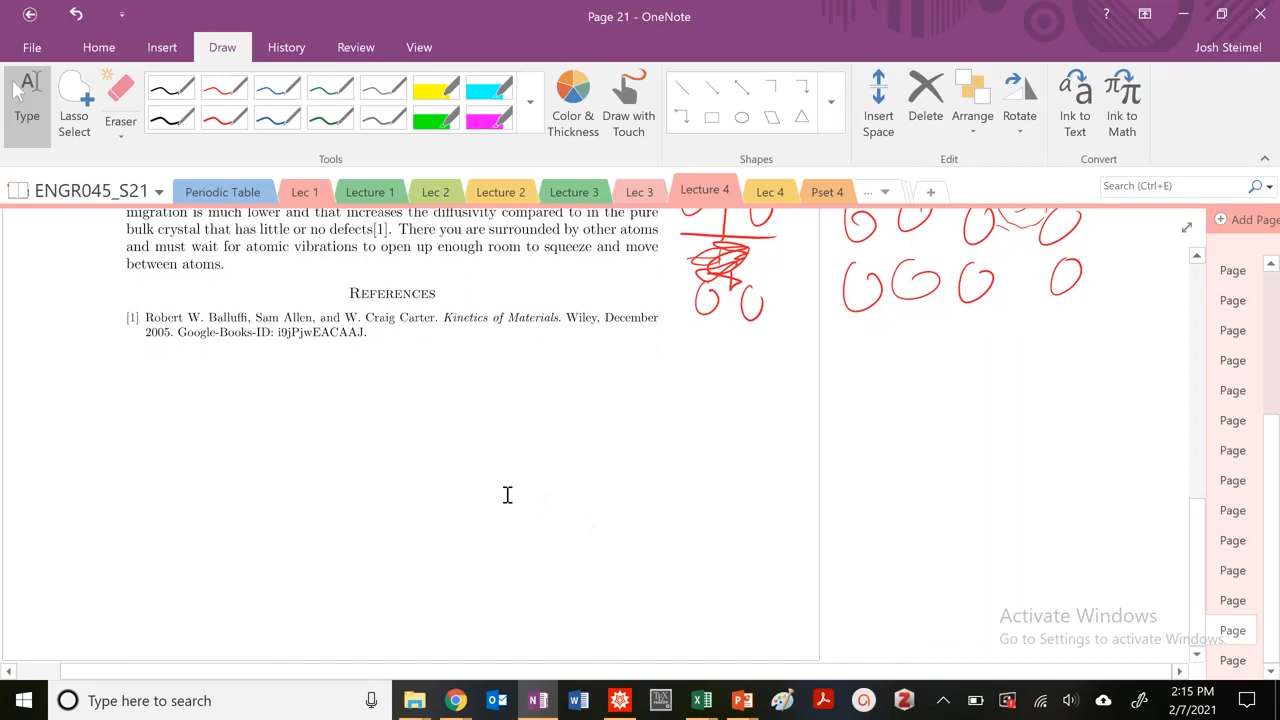 Page 21 - OneNote
?
File
Home
Insert
Draw
History
Review
View
Josh Steimel
Type
Lasso Select
Eraser
Color & Thickness
Draw with Touch
Insert Space
Delete
Arrange
Rotate
Ink to Text
Ink to Math
Tools
Shapes
Edit
Convert
ENGR045_S21
Periodic Table
Lec 1
Lecture 1
Lec 2
Lecture 2
Lecture 3
Lec 3
Lecture 4
Lec 4
Pset 4
...
Search (Ctrl+E)
Add Page
migration is much lower and that increases the diffusivity compared to in the pure
bulk crystal that has little or no defects[1]. There you are surrounded by other atoms
and must wait for atomic vibrations to open up enough room to squeeze and move
between atoms.
References
[1] Robert W. Balluffi, Sam Allen, and W. Craig Carter. Kinetics of Materials. Wiley, December
2005. Google-Books-ID: i9jPjwEACAAJ.
Page
Page
Page
Page
Page
Page
Page
Page
Page
Page
Page
Page
Page
Page
Activate Windows
Go to Settings to activate Windows.
Type here to search
2:15 PM
2/7/2021